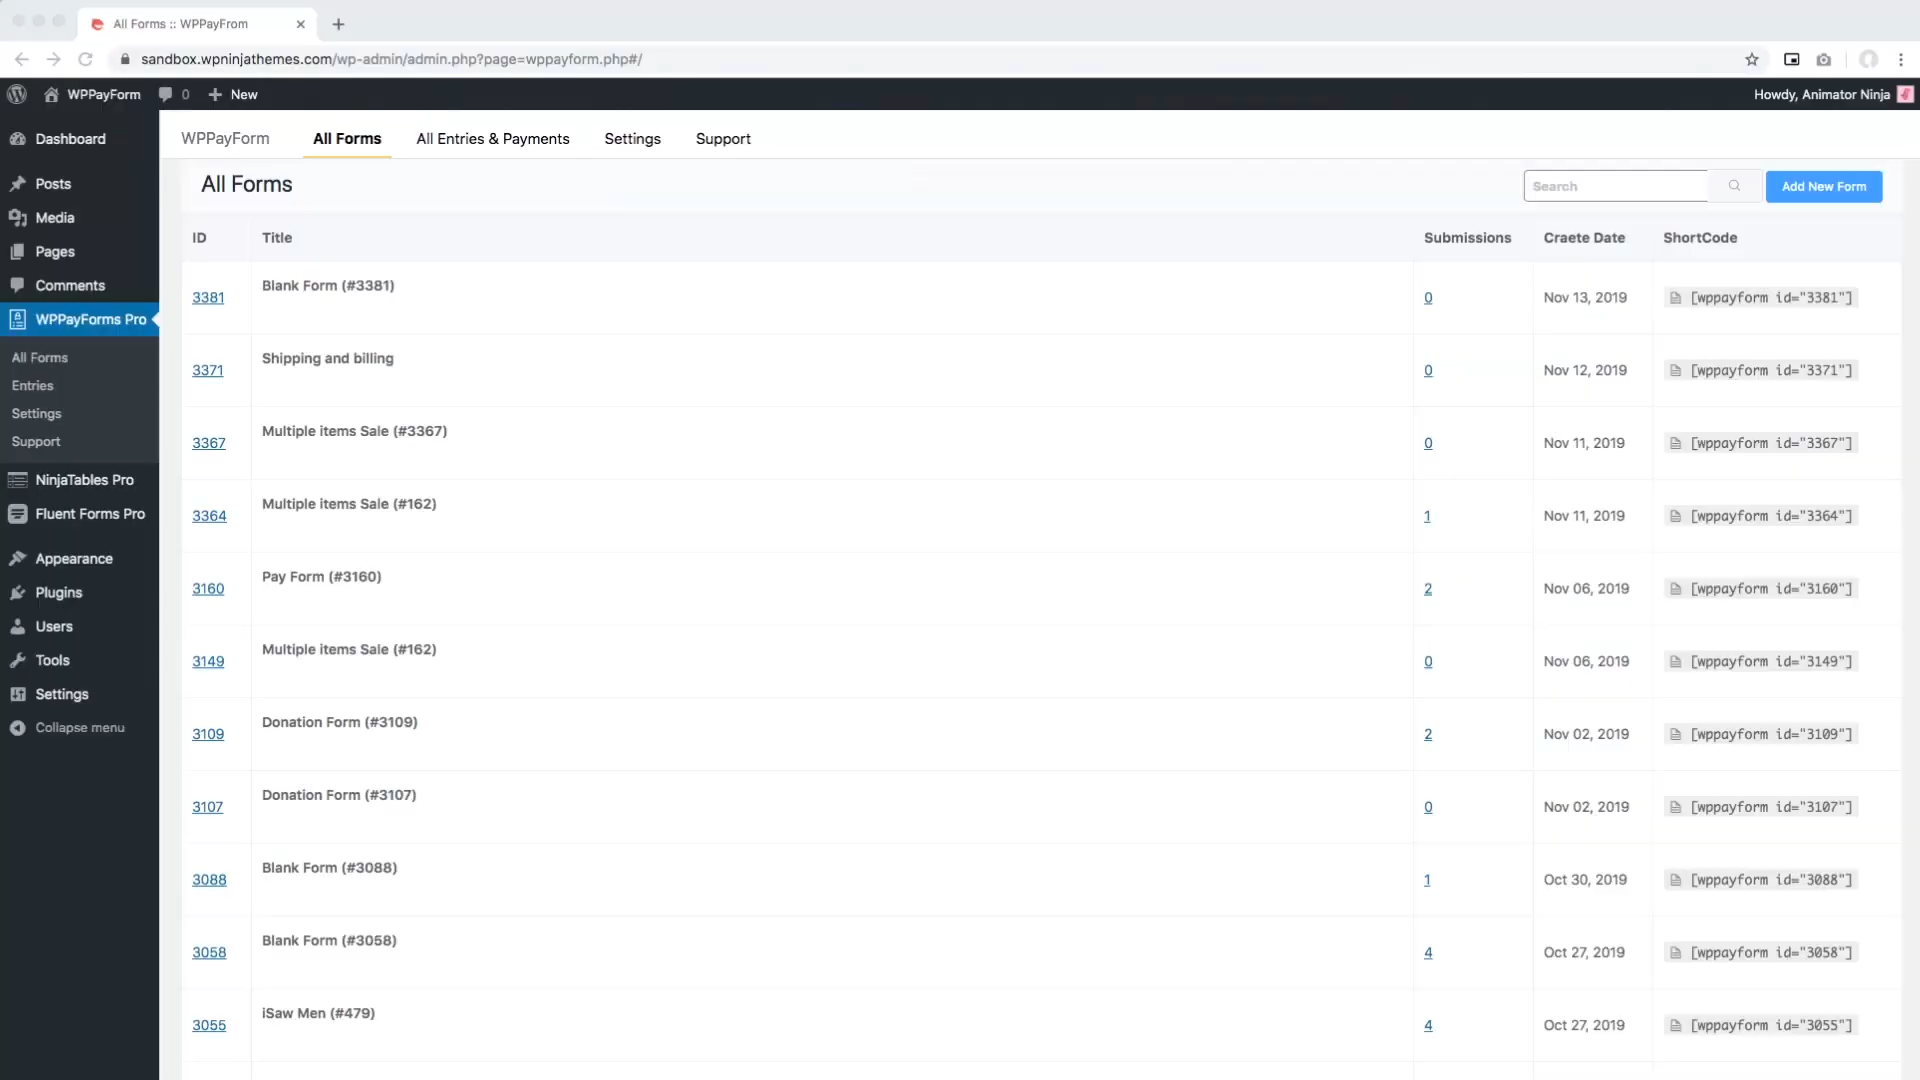 All Forms :: WPPayFrom
sandbox.wpninjathemes.com/wp-admin/admin.php?page=wppayform.php#/
WPPayForm 0 New Howdy, Animator Ninja
Dashboard
Posts
Media
Pages
Comments
WPPayForms Pro
All Forms
Entries
Settings
Support
NinjaTables Pro
Fluent Forms Pro
Appearance
Plugins
Users
Tools
Settings
Collapse menu
WPPayForm All Forms All Entries & Payments Settings Support
All Forms Search Add New Form
ID Title Submissions Craete Date ShortCode
3381 Blank Form (#3381) 0 Nov 13, 2019 [wppayform id="3381"]
3371 Shipping and billing 0 Nov 12, 2019 [wppayform id="3371"]
3367 Multiple items Sale (#3367) 0 Nov 11, 2019 [wppayform id="3367"]
3364 Multiple items Sale (#162) 1 Nov 11, 2019 [wppayform id="3364"]
3160 Pay Form (#3160) 2 Nov 06, 2019 [wppayform id="3160"]
3149 Multiple items Sale (#162) 0 Nov 06, 2019 [wppayform id="3149"]
3109 Donation Form (#3109) 2 Nov 02, 2019 [wppayform id="3109"]
3107 Donation Form (#3107) 0 Nov 02, 2019 [wppayform id="3107"]
3088 Blank Form (#3088) 1 Oct 30, 2019 [wppayform id="3088"]
3058 Blank Form (#3058) 4 Oct 27, 2019 [wppayform id="3058"]
3055 iSaw Men (#479) 4 Oct 27, 2019 [wppayform id="3055"]